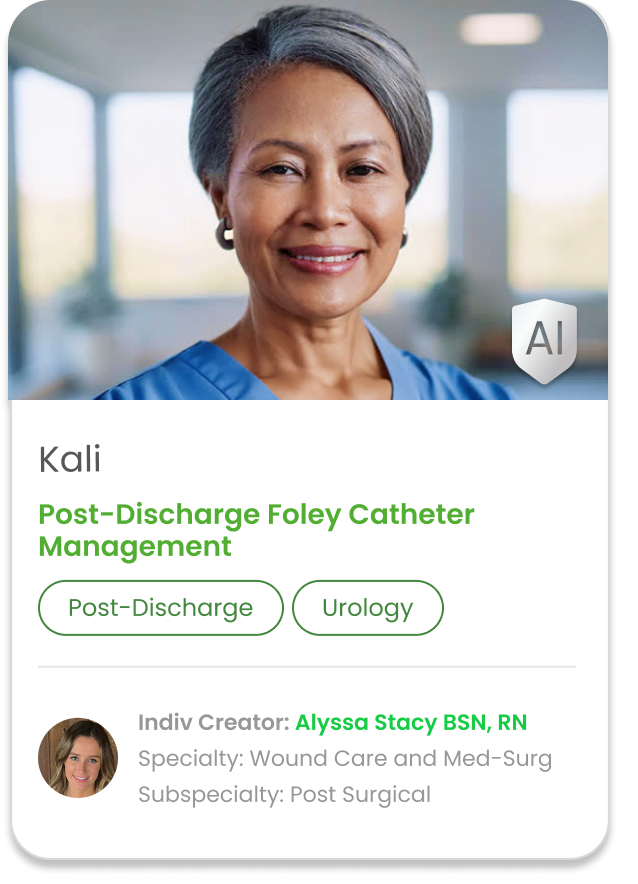 AI
Kali
Post-Discharge Foley Catheter
Management
Post-Discharge
Urology
Indiv Creator: Alyssa Stacy BSN, RN
Specialty: Wound Care and Med-Surg
Subspecialty: Post Surgical